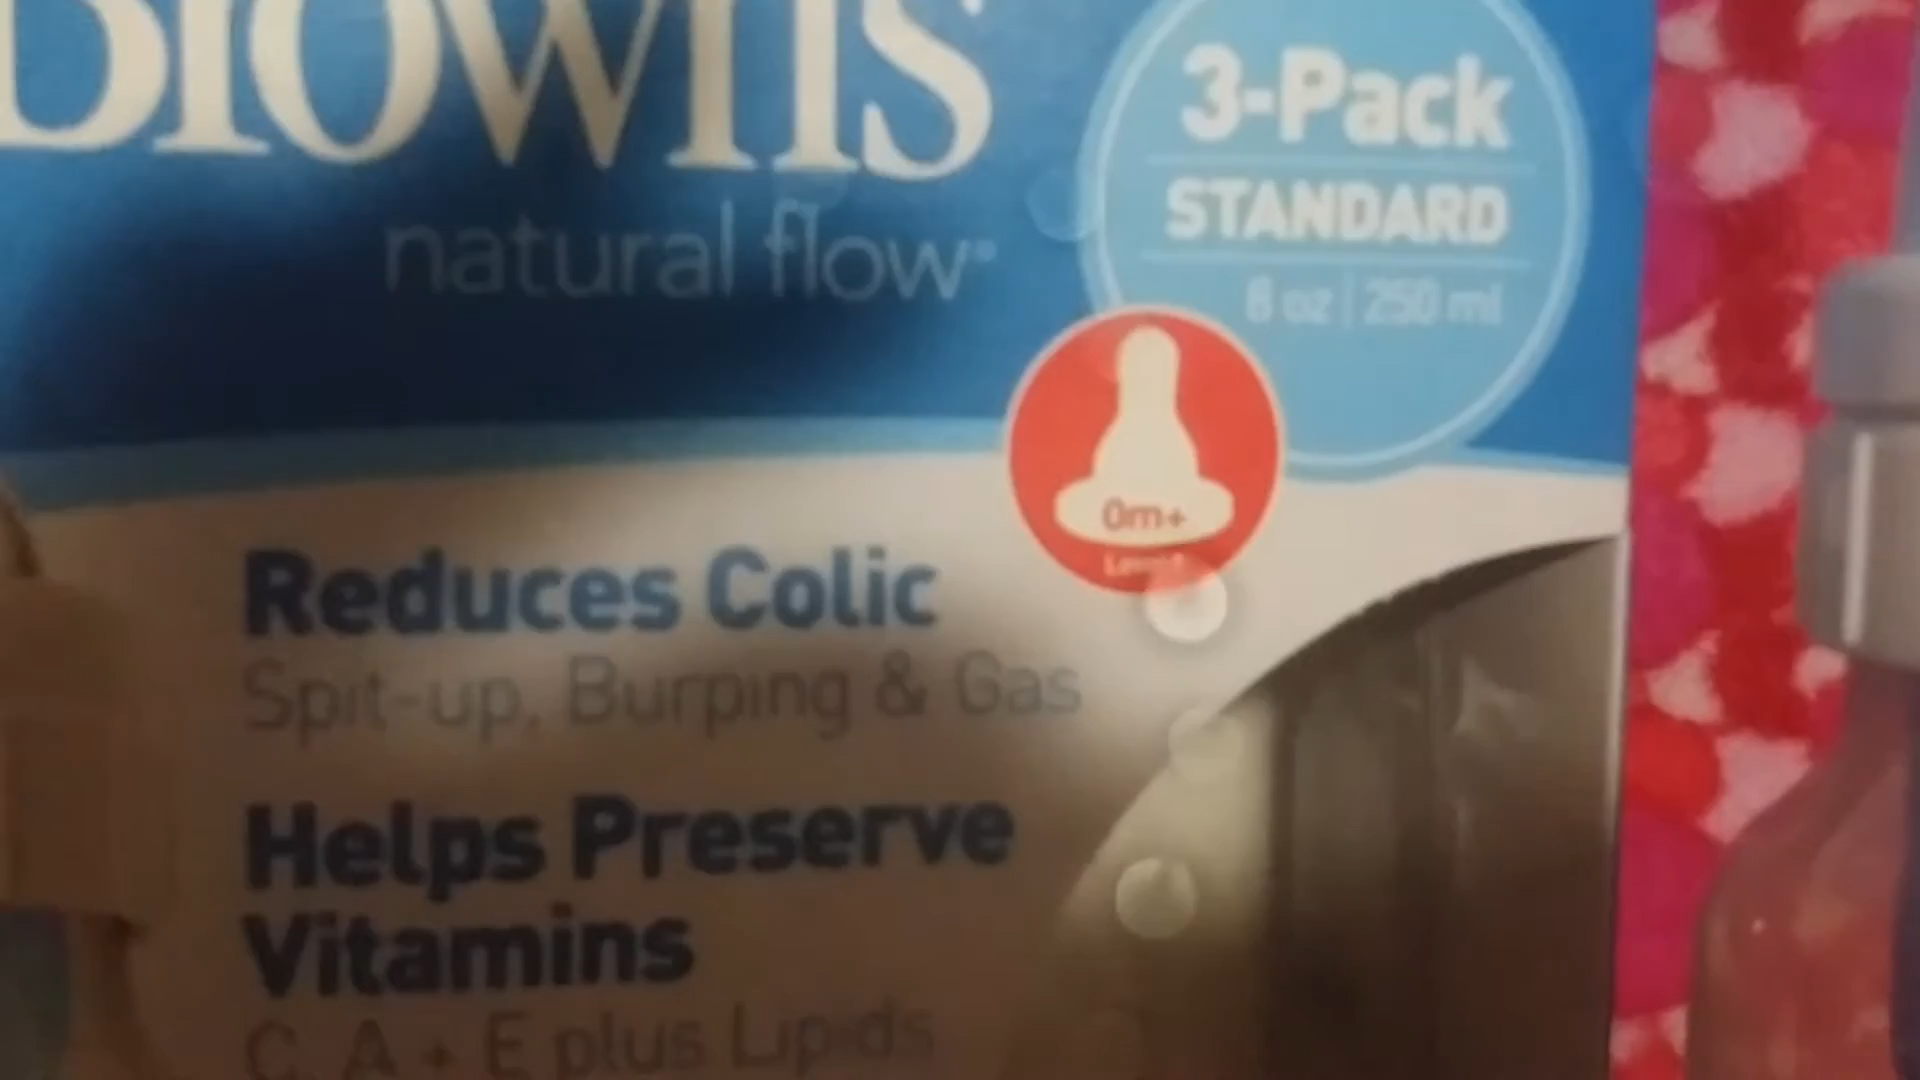 Brown's
natural flow
3-Pack
STANDARD
8 oz | 250 ml
0m+
Reduces Colic
Spit-up, Burping & Gas
Helps Preserve
Vitamins
C, A + E plus Lipids